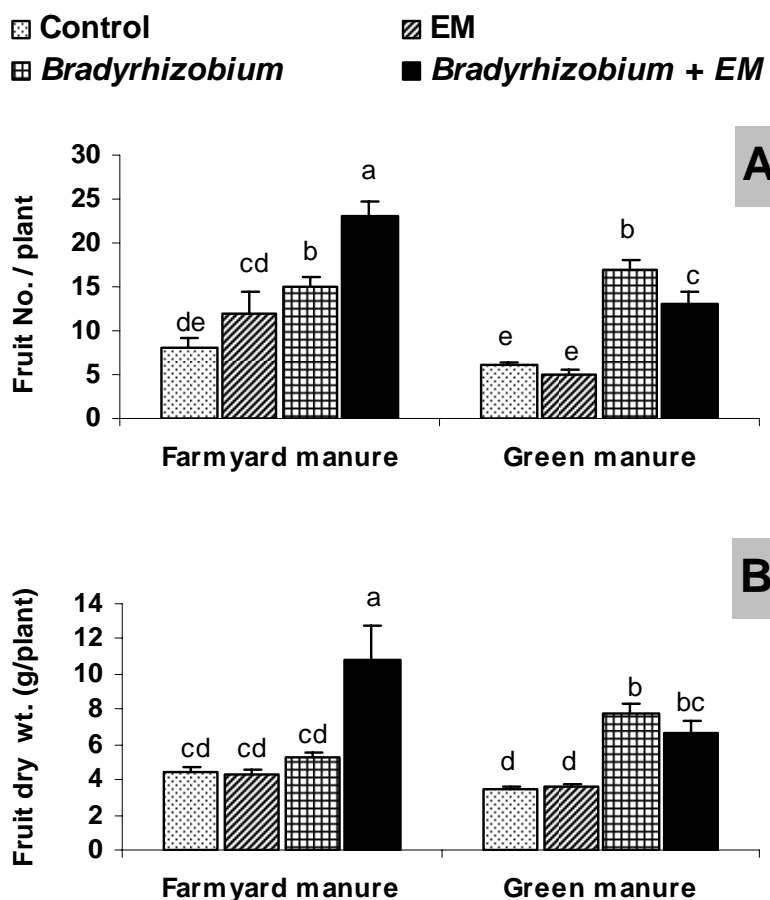 Control
EM
Bradyrhizobium
Bradyrhizobium + EM
A
30
25
20
15
10
5
0
Fruit No. / plant
de
cd
b
a
e
e
b
c
Farmyard manure
Green manure
B
14
12
10
8
6
4
2
0
Fruit dry wt. (g/plant)
cd
cd
cd
a
d
d
b
bc
Farmyard manure
Green manure